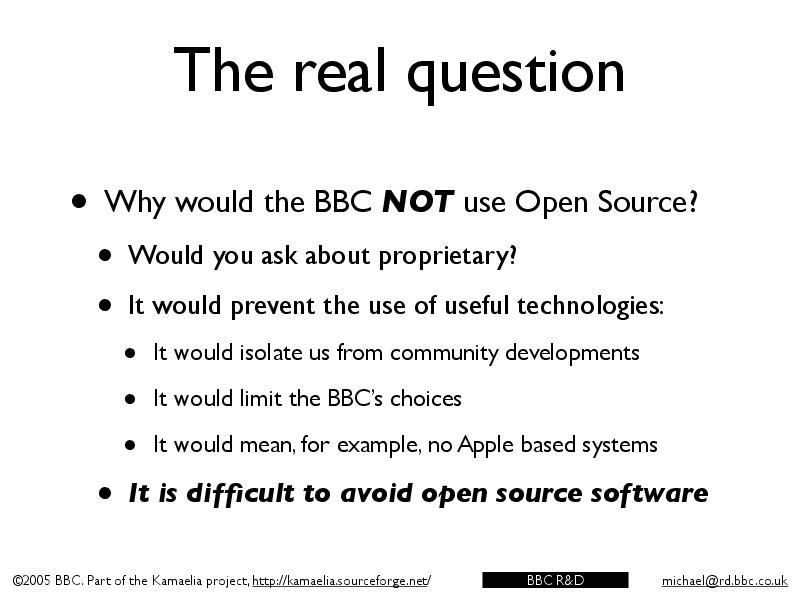 The real question
• Why would the BBC NOT use Open Source?
• Would you ask about proprietary?
• It would prevent the use of useful technologies:
• It would isolate us from community developments
• It would limit the BBC’s choices
• It would mean, for example, no Apple based systems
• It is difficult to avoid open source software
©2005 BBC. Part of the Kamaelia project, http://kamaelia.sourceforge.net/ BBC R&D michael@rd.bbc.co.uk